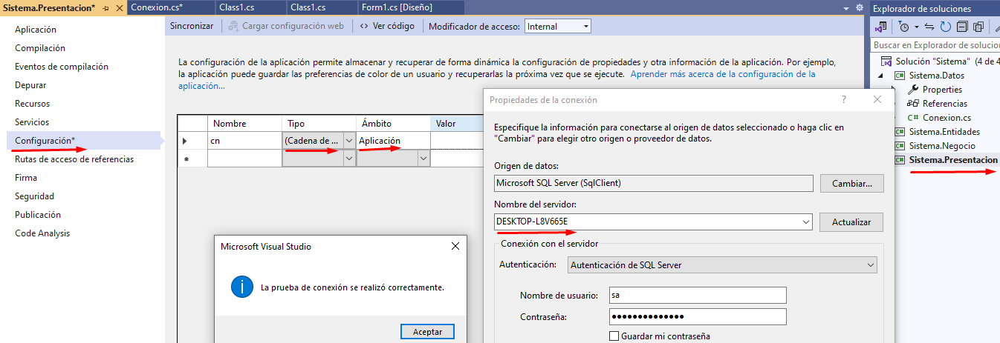 Sistema.Presentacion*
Conexion.cs*
Class1.cs
Class1.cs
Form1.cs [Diseño]
Aplicación
Compilación
Eventos de compilación
Depurar
Recursos
Servicios
Configuración*
Rutas de acceso de referencias
Firma
Seguridad
Publicación
Code Analysis
Sincronizar
Cargar configuración web
Ver código
Modificador de acceso:
Internal
La configuración de la aplicación permite almacenar y recuperar de forma dinámica la configuración de propiedades y otra información de la aplicación. Por ejemplo,
la aplicación puede guardar las preferencias de color de un usuario y recuperarlas la próxima vez que se ejecute. Aprender más acerca de la configuración de la
aplicación...
Nombre
Tipo
Ámbito
Valor
cn
(Cadena de ...
Aplicación
Microsoft Visual Studio
La prueba de conexión se realizó correctamente.
Aceptar
Propiedades de la conexión
Especifique la información para conectarse al origen de datos seleccionado o haga clic en
"Cambiar" para elegir otro origen o proveedor de datos.
Origen de datos:
Microsoft SQL Server (SqlClient)
Cambiar...
Nombre del servidor:
DESKTOP-L8V665E
Actualizar
Conexión con el servidor
Autenticación:
Autenticación de SQL Server
Nombre de usuario:
sa
Contraseña:
●●●●●●●●●●●●●●
Guardar mi contraseña
Explorador de soluciones
Buscar en Explorador de solucio
Solución "Sistema" (4 de 4
Sistema.Datos
Properties
Referencias
Conexion.cs
Sistema.Entidades
Sistema.Negocio
Sistema.Presentacion